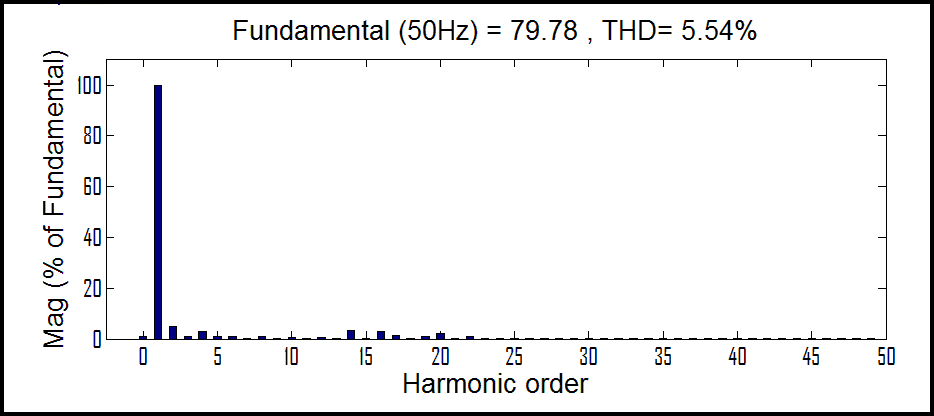 Fundamental (50Hz) = 79.78 , THD= 5.54%
Mag (% of Fundamental)
100
80
60
40
20
0
0 5 10 15 20 25 30 35 40 45 50
Harmonic order